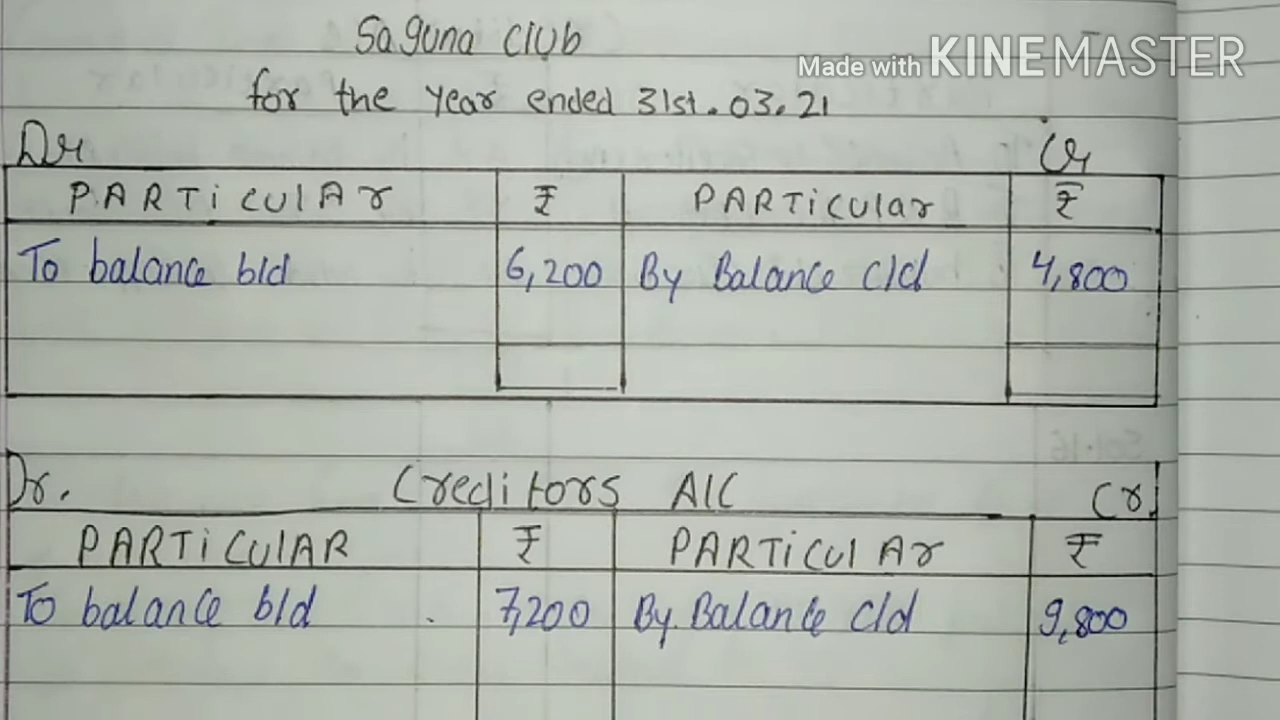 Saguna Club
Made with KINEMASTER
for the year ended 31st.03.21
Dr Cr
PARTiculAr ₹ PARTicular ₹
To balance b/d 6,200 By Balance C/d 4,800
Dr. Creditors A/C Cr.
PARTiCulAR ₹ PARTiculAr ₹
To balance b/d 7,200 By Balance C/d 9,800